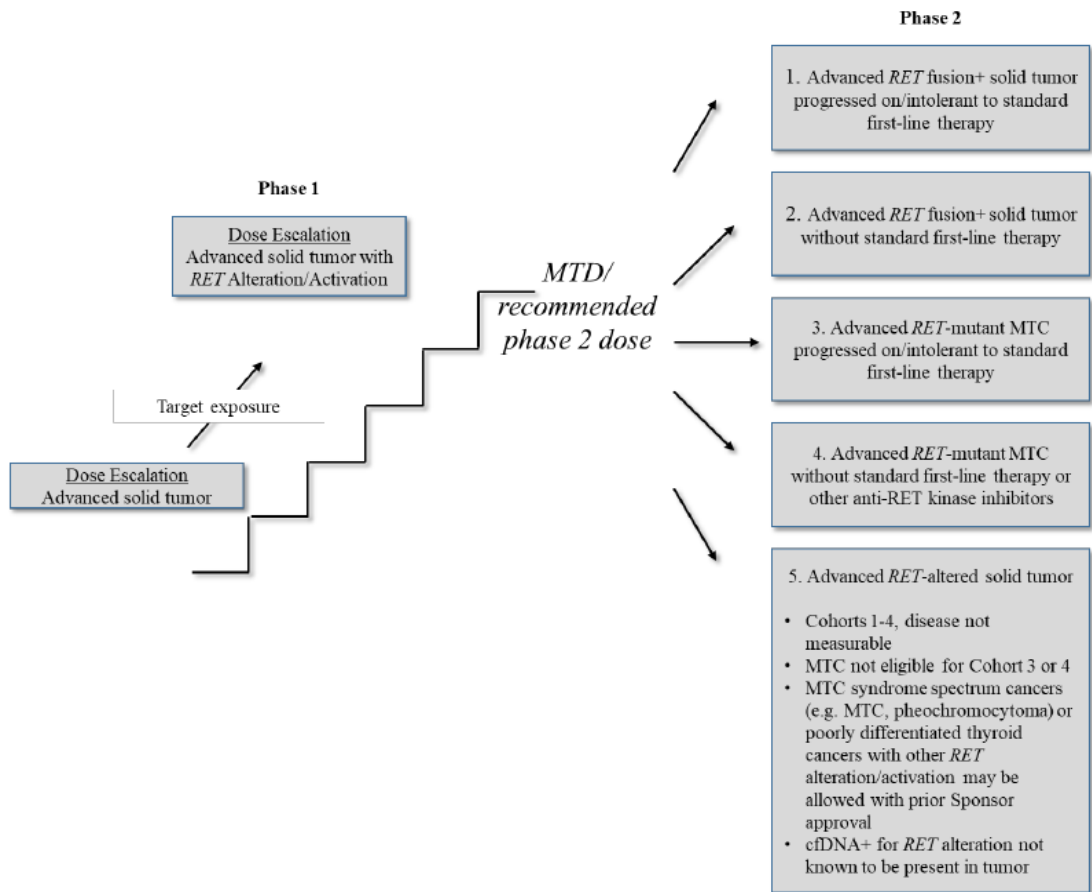 Phase 1
Dose Escalation
Advanced solid tumor with
RET Alteration/Activation
Target exposure
Dose Escalation
Advanced solid tumor
MTD/
recommended
phase 2 dose
Phase 2
1. Advanced RET fusion+ solid tumor
progressed on/intolerant to standard
first-line therapy
2. Advanced RET fusion+ solid tumor
without standard first-line therapy
3. Advanced RET-mutant MTC
progressed on/intolerant to standard
first-line therapy
4. Advanced RET-mutant MTC
without standard first-line therapy or
other anti-RET kinase inhibitors
5. Advanced RET-altered solid tumor
• Cohorts 1-4, disease not
measurable
• MTC not eligible for Cohort 3 or 4
• MTC syndrome spectrum cancers
(e.g. MTC, pheochromocytoma) or
poorly differentiated thyroid
cancers with other RET
alteration/activation may be
allowed with prior Sponsor
approval
• cfDNA+ for RET alteration not
known to be present in tumor